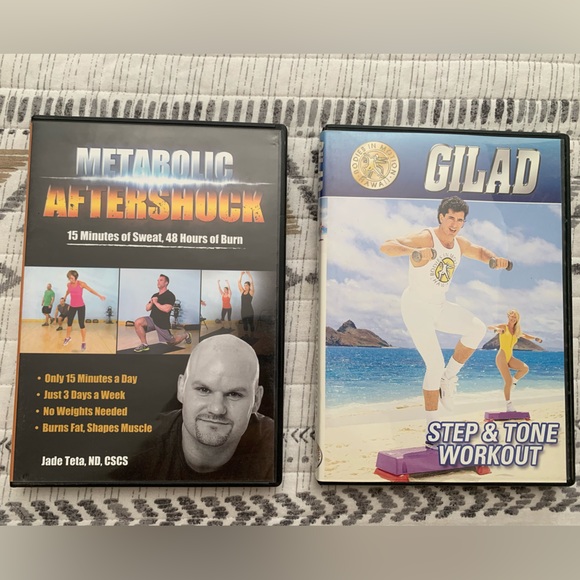 METABOLIC
AFTERSHOCK
15 Minutes of Sweat, 48 Hours of Burn
• Only 15 Minutes a Day
• Just 3 Days a Week
• No Weights Needed
• Burns Fat, Shapes Muscle
Jade Teta, ND, CSCS
BODIES IN MOTION
HAWAII
GILAD
STEP & TONE
WORKOUT